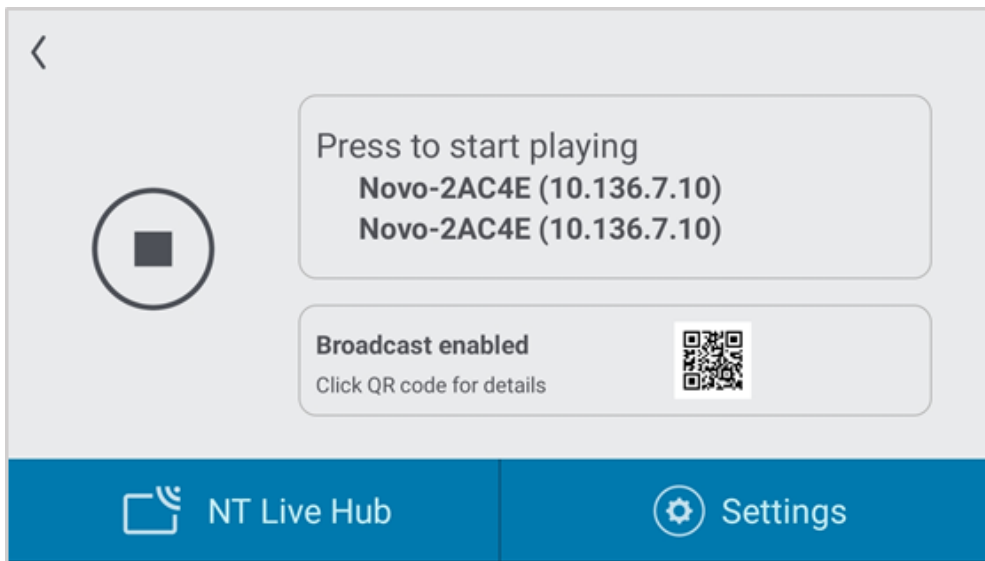 Press to start playing
Novo-2AC4E (10.136.7.10)
Novo-2AC4E (10.136.7.10)
Broadcast enabled
Click QR code for details
NT Live Hub
Settings